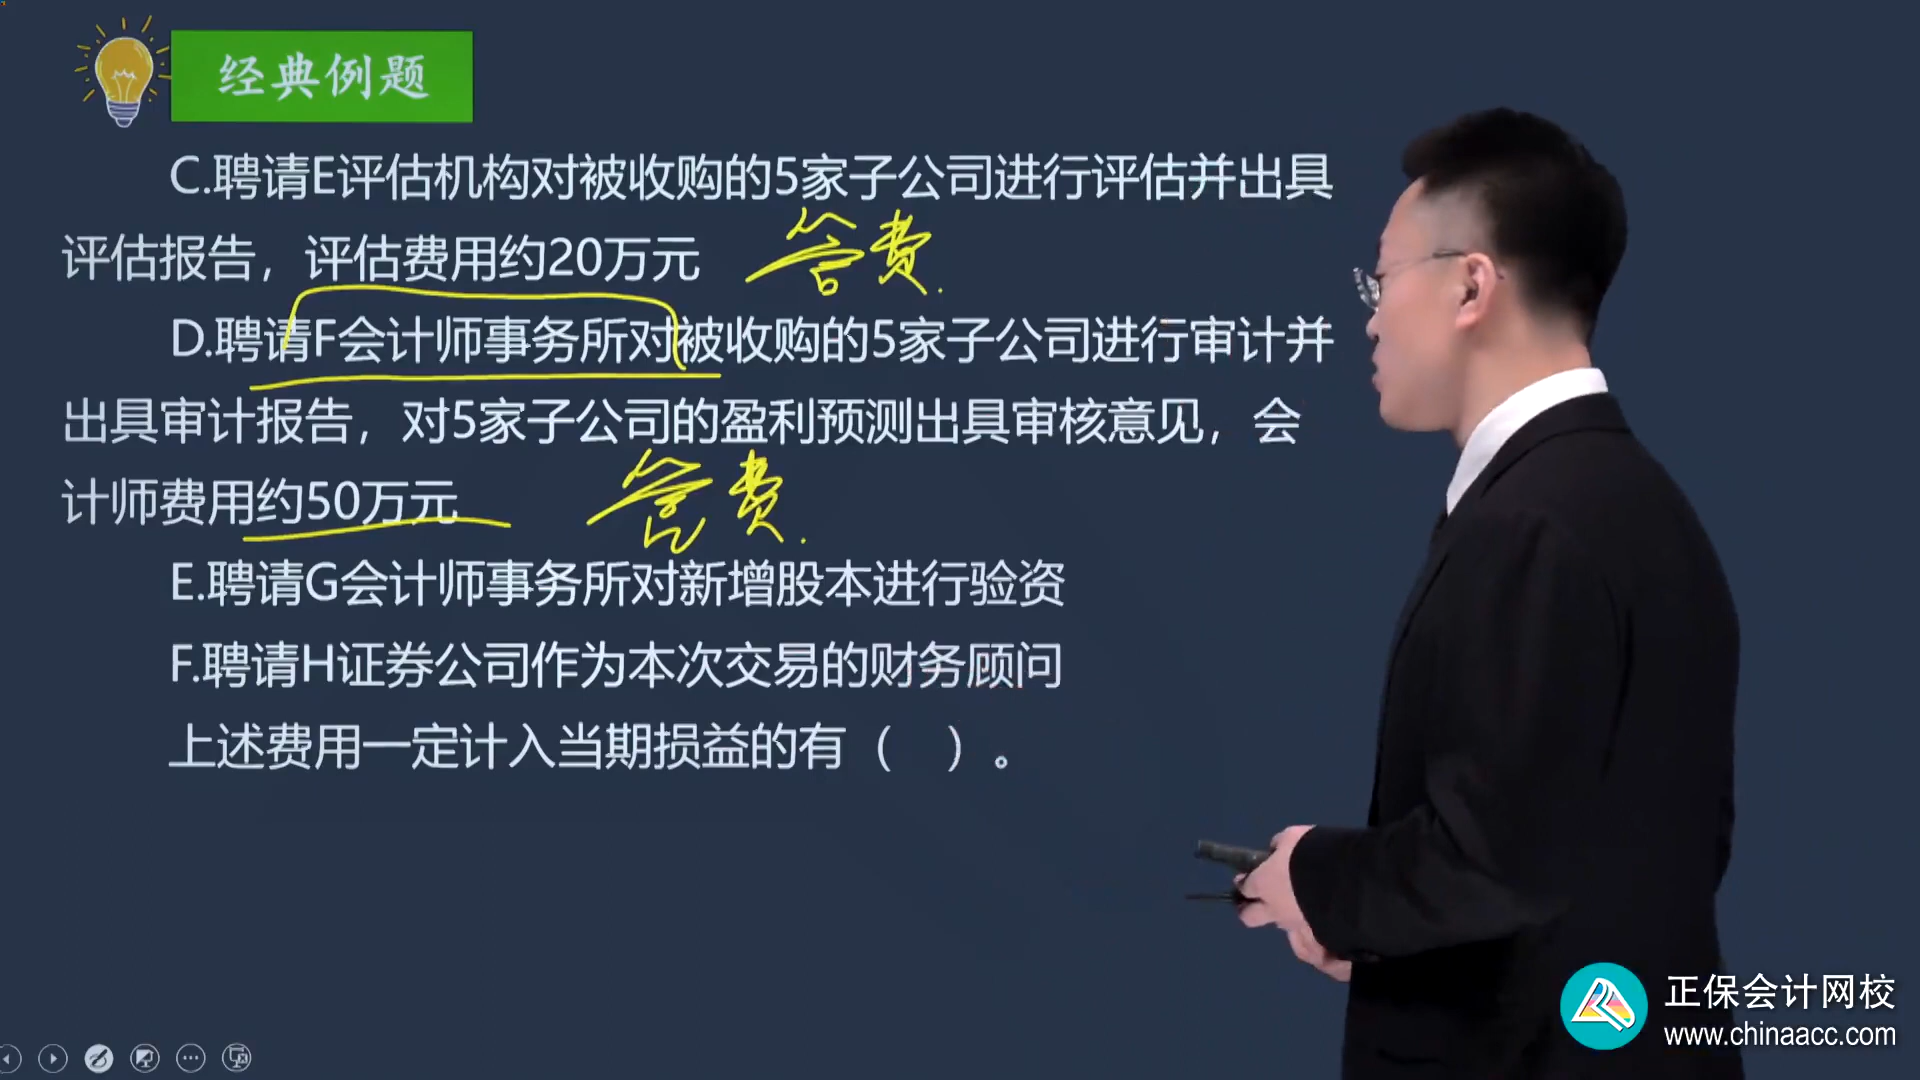 经典例题
C.聘请E评估机构对被收购的5家子公司进行评估并出具
评估报告，评估费用约20万元
管费.
D.聘请F会计师事务所对被收购的5家子公司进行审计并
出具审计报告，对5家子公司的盈利预测出具审核意见，会
计师费用约50万元
管费.
E.聘请G会计师事务所对新增股本进行验资
F.聘请H证券公司作为本次交易的财务顾问
上述费用一定计入当期损益的有（ ）。
正保会计网校
www.chinaacc.com